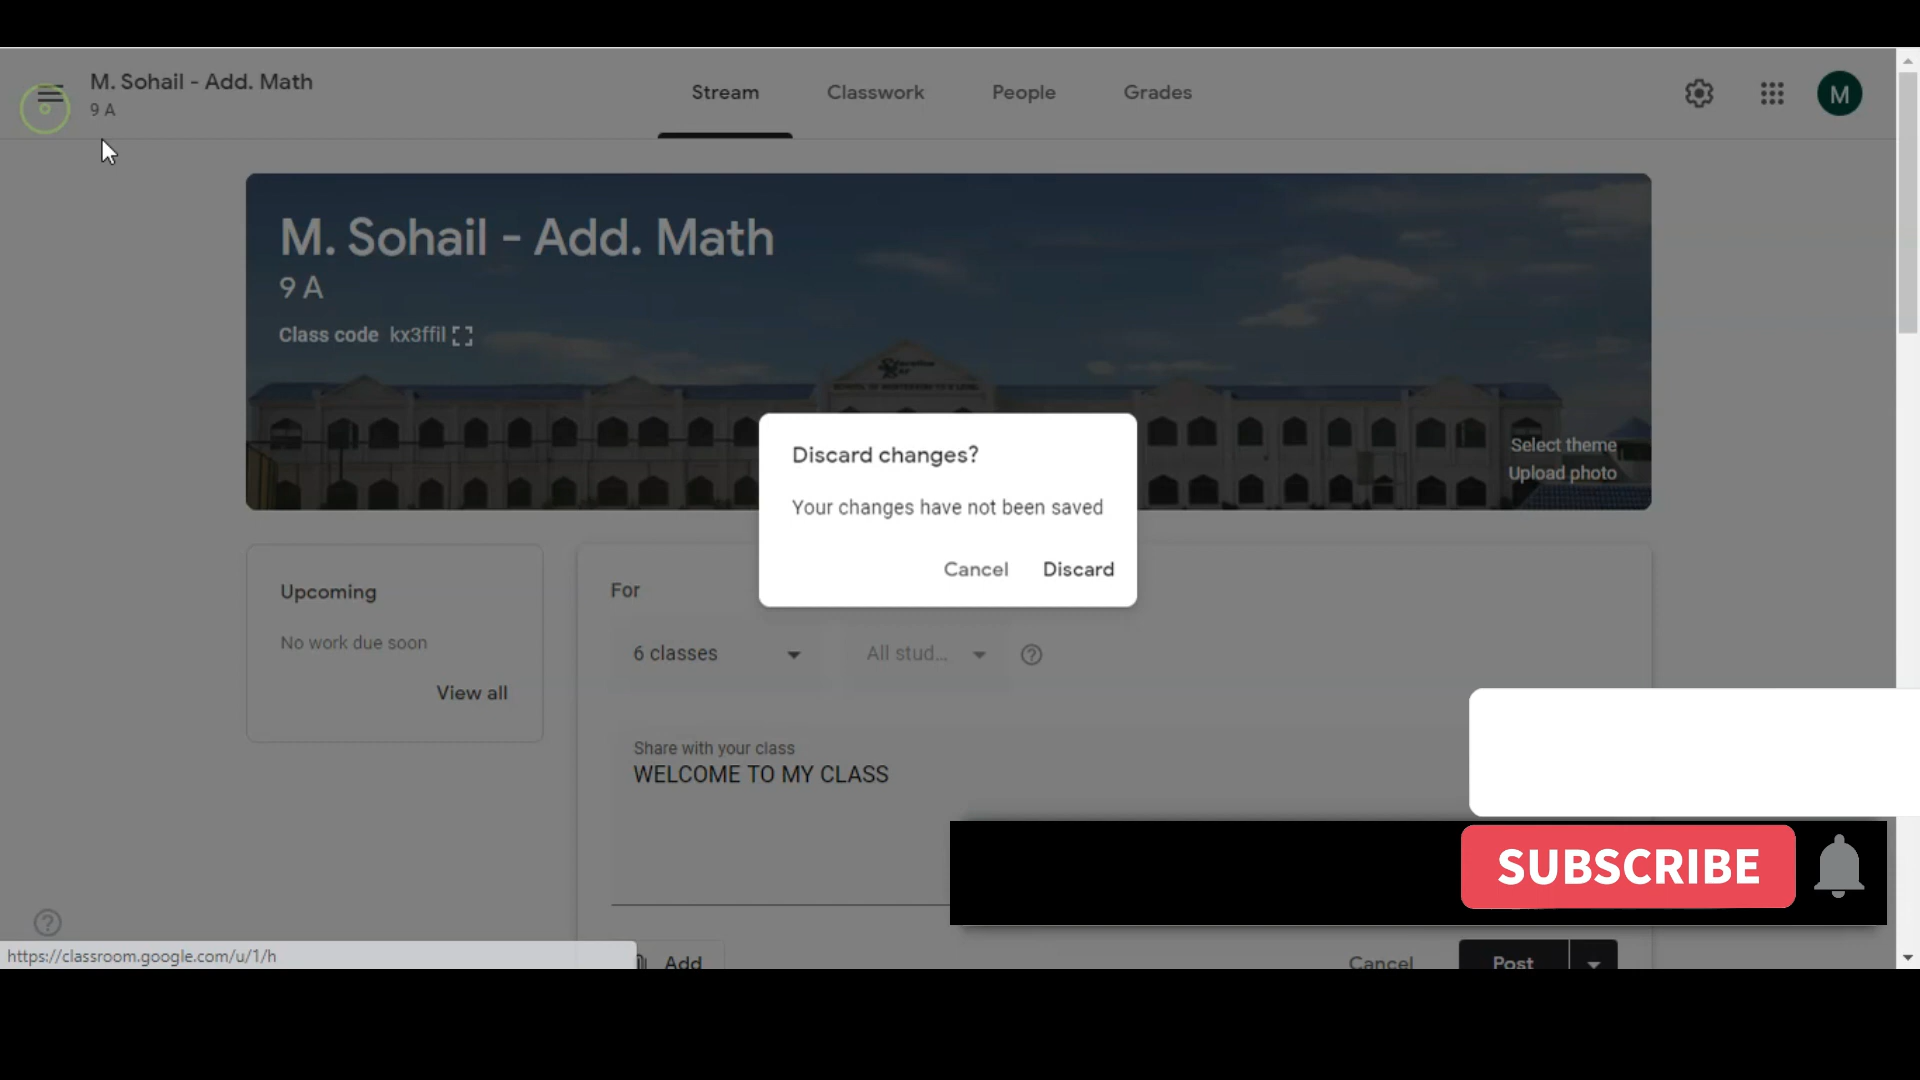 M. Sohail - Add. Math
9 A
Stream
Classwork
People
Grades
M
M. Sohail - Add. Math
9 A
Class code kx3ffil
Select theme
Upload photo
Discard changes?
Your changes have not been saved
Cancel
Discard
Upcoming
No work due soon
View all
For
6 classes
All stud...
Share with your class
WELCOME TO MY CLASS
SUBSCRIBE
https://classroom.google.com/u/1/h
Add
Cancel
Post